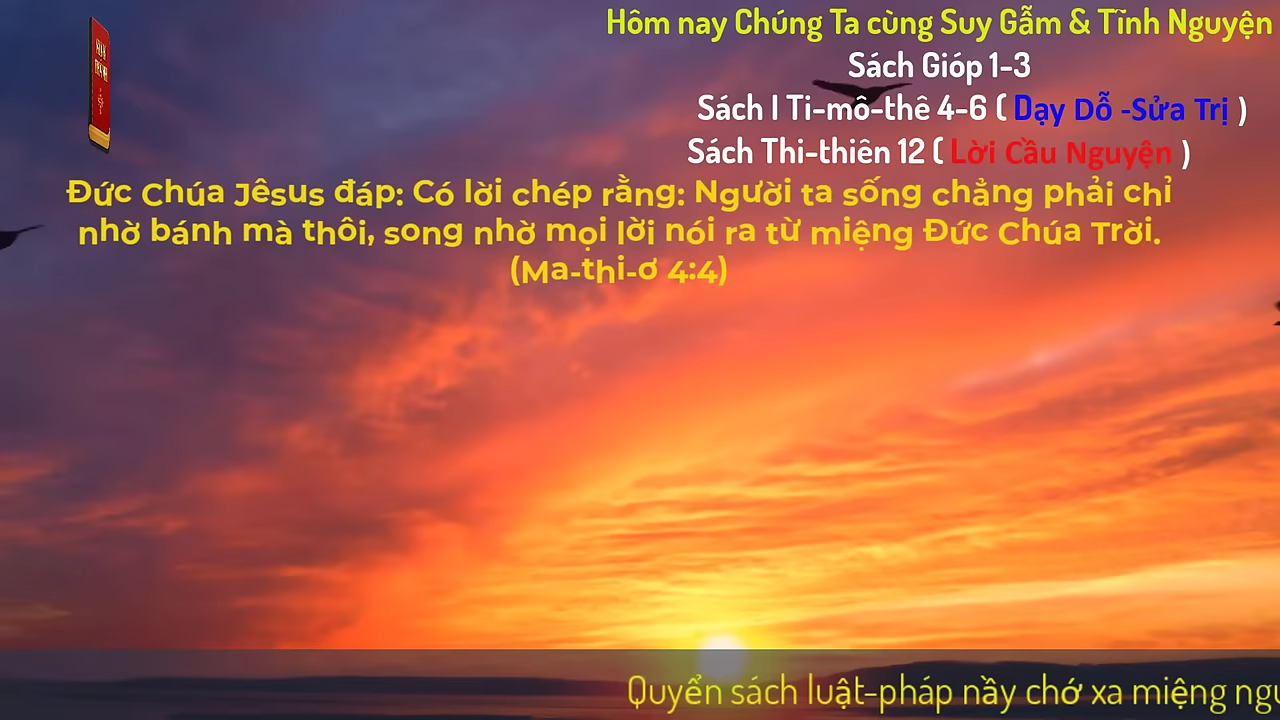 Hôm nay Chúng Ta cùng Suy Gẫm & Tĩnh Nguyện
Sách Gióp 1-3
Sách I Ti-mô-thê 4-6 ( Dạy Dỗ -Sửa Trị )
Sách Thi-thiên 12 ( Lời Cầu Nguyện )
Đức Chúa Jêsus đáp: Có lời chép rằng: Người ta sống chẳng phải chỉ
nhờ bánh mà thôi, song nhờ mọi lời nói ra từ miệng Đức Chúa Trời.
(Ma-thi-ơ 4:4)
Quyển sách luật-pháp nầy chớ xa miệng